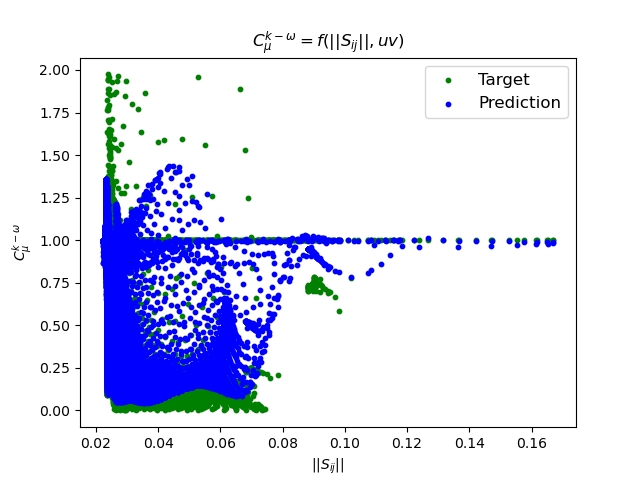 $C_{\mu}^{k-\omega} = f(||S_{ij}||, uv)$
Target
Prediction
$C_{\mu}^{k-\omega}$
2.00
1.75
1.50
1.25
1.00
0.75
0.50
0.25
0.00
0.02 0.04 0.06 0.08 0.10 0.12 0.14 0.16
$||S_{ij}||$